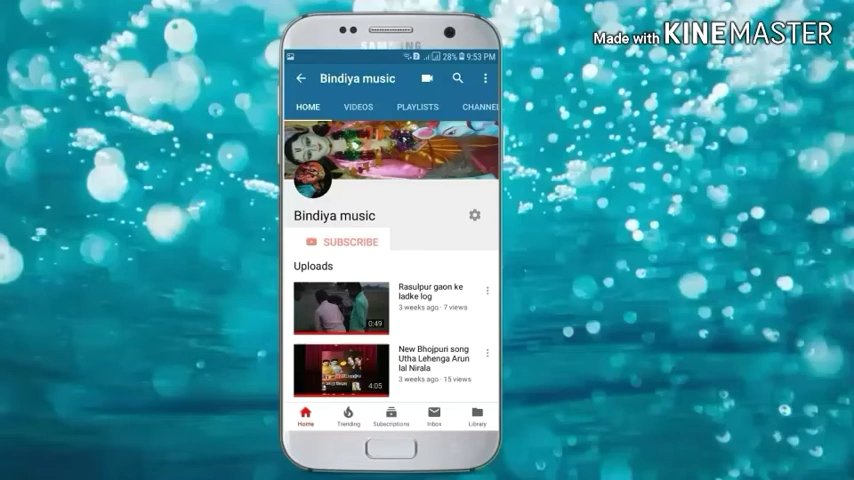 Made with KINEMASTER
SAMSUNG
28% 9:53 PM
Bindiya music
HOME VIDEOS PLAYLISTS CHANNEL
Bindiya music
SUBSCRIBE
Uploads
Rasulpur gaon ke
ladke log
3 weeks ago · 7 views
0:49
New Bhojpuri song
Utha Lehenga Arun
lal Nirala
3 weeks ago · 15 views
4:05
Home Trending Subscriptions Inbox Library